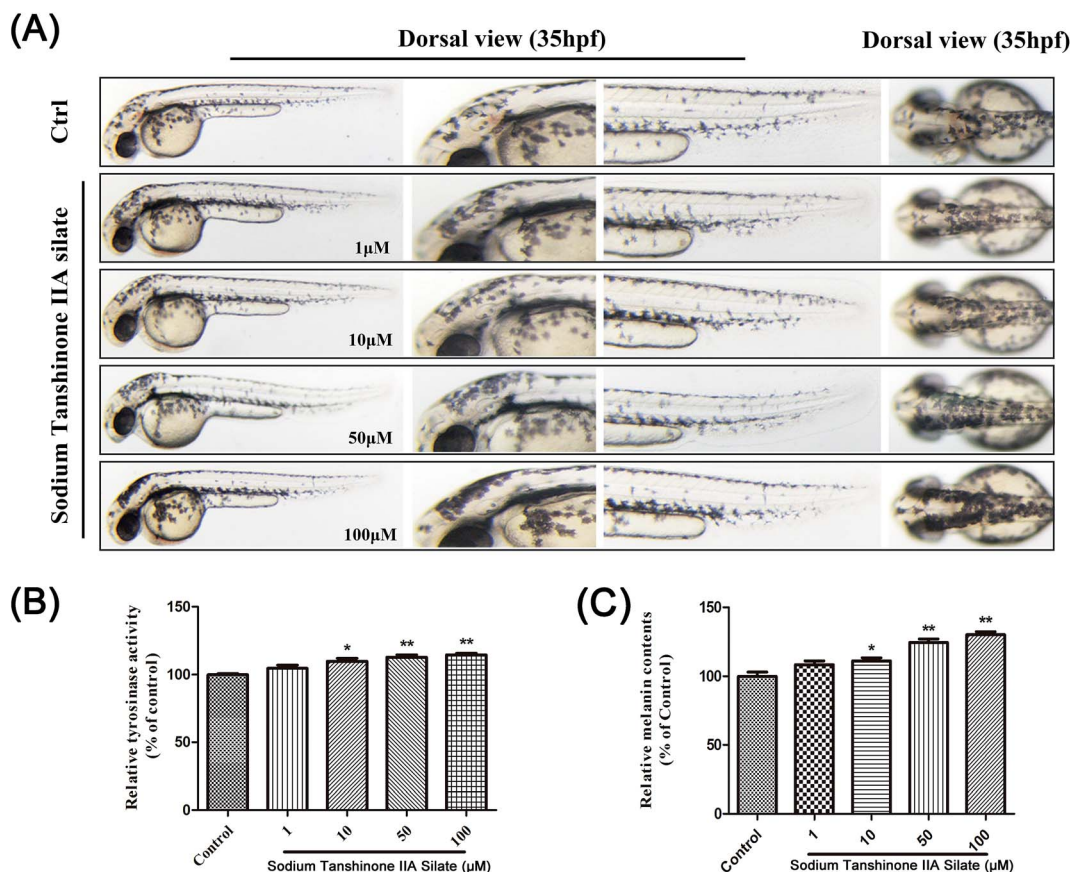 (A)
Dorsal view (35hpf)
Dorsal view (35hpf)
Ctrl
Sodium Tanshinone IIA silate
1μM
10μM
50μM
100μM
(B)
Relative tyrosinase activity
(% of control)
150
100
50
0
*
**
**
Control
1
10
50
100
Sodium Tanshinone IIA Silate (μM)
(C)
Relative melanin contents
(% of Control)
150
100
50
0
*
**
**
Control
1
10
50
100
Sodium Tanshinone IIA Silate (μM)